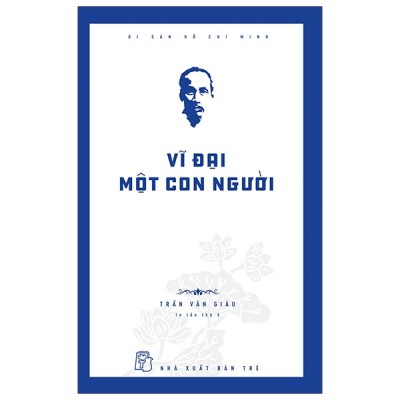 DI SẢN HỒ CHÍ MINH
VĨ ĐẠI
MỘT CON NGƯỜI
TRẦN VĂN GIÀU
In lần thứ 5
NHÀ XUẤT BẢN TRẺ